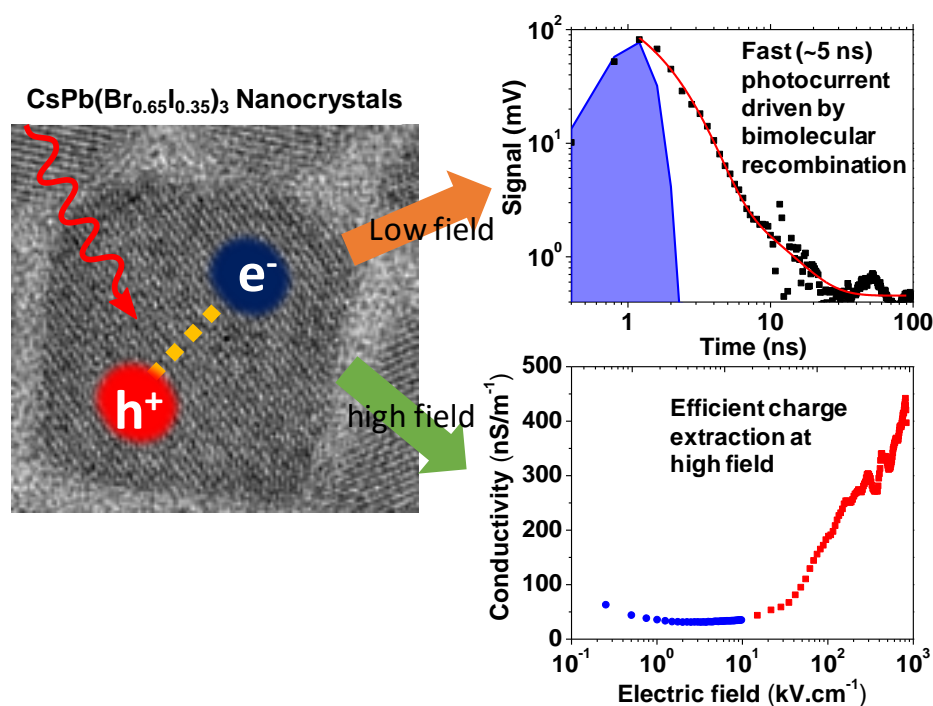 CsPb(Br₀.₆₅I₀.₃₅)₃ Nanocrystals
e⁻
h⁺
Low field
high field
Signal (mV)
10²
10¹
10⁰
Fast (~5 ns)
photocurrent
driven by
bimolecular
recombination
1
10
100
Time (ns)
Conductivity (nS/m⁻¹)
500
400
300
200
100
0
Efficient charge
extraction at
high field
10⁻¹
10⁰
10¹
10²
10³
Electric field (kV.cm⁻¹)